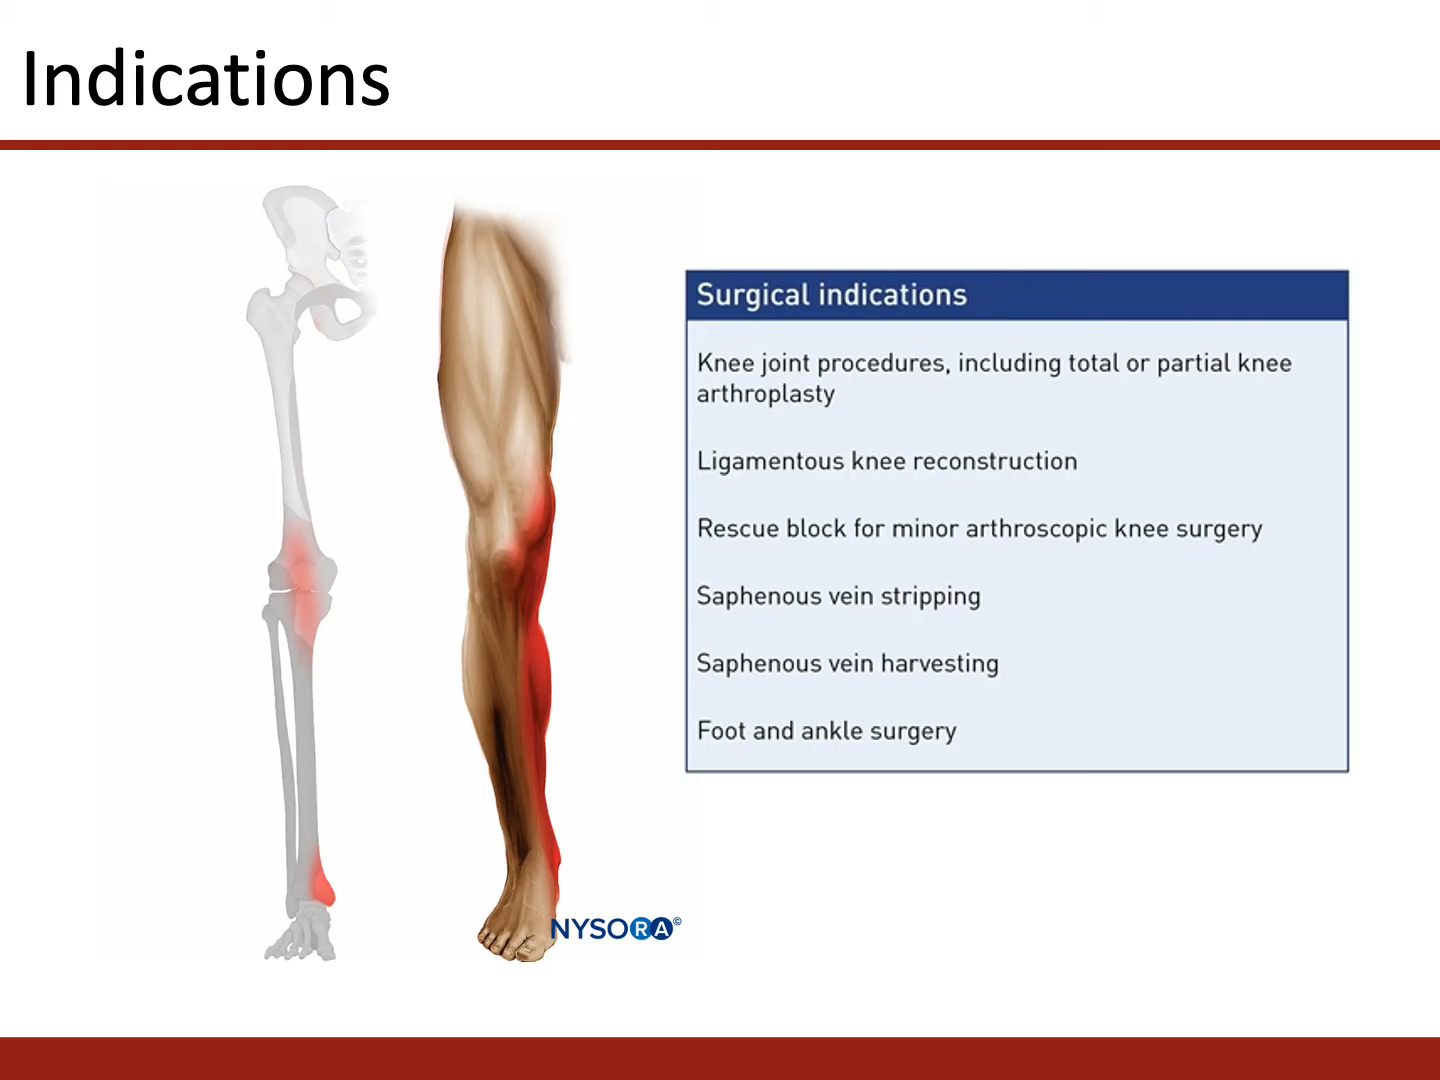 Indications
Surgical indications
Knee joint procedures, including total or partial knee
arthroplasty
Ligamentous knee reconstruction
Rescue block for minor arthroscopic knee surgery
Saphenous vein stripping
Saphenous vein harvesting
Foot and ankle surgery
NYSORA©